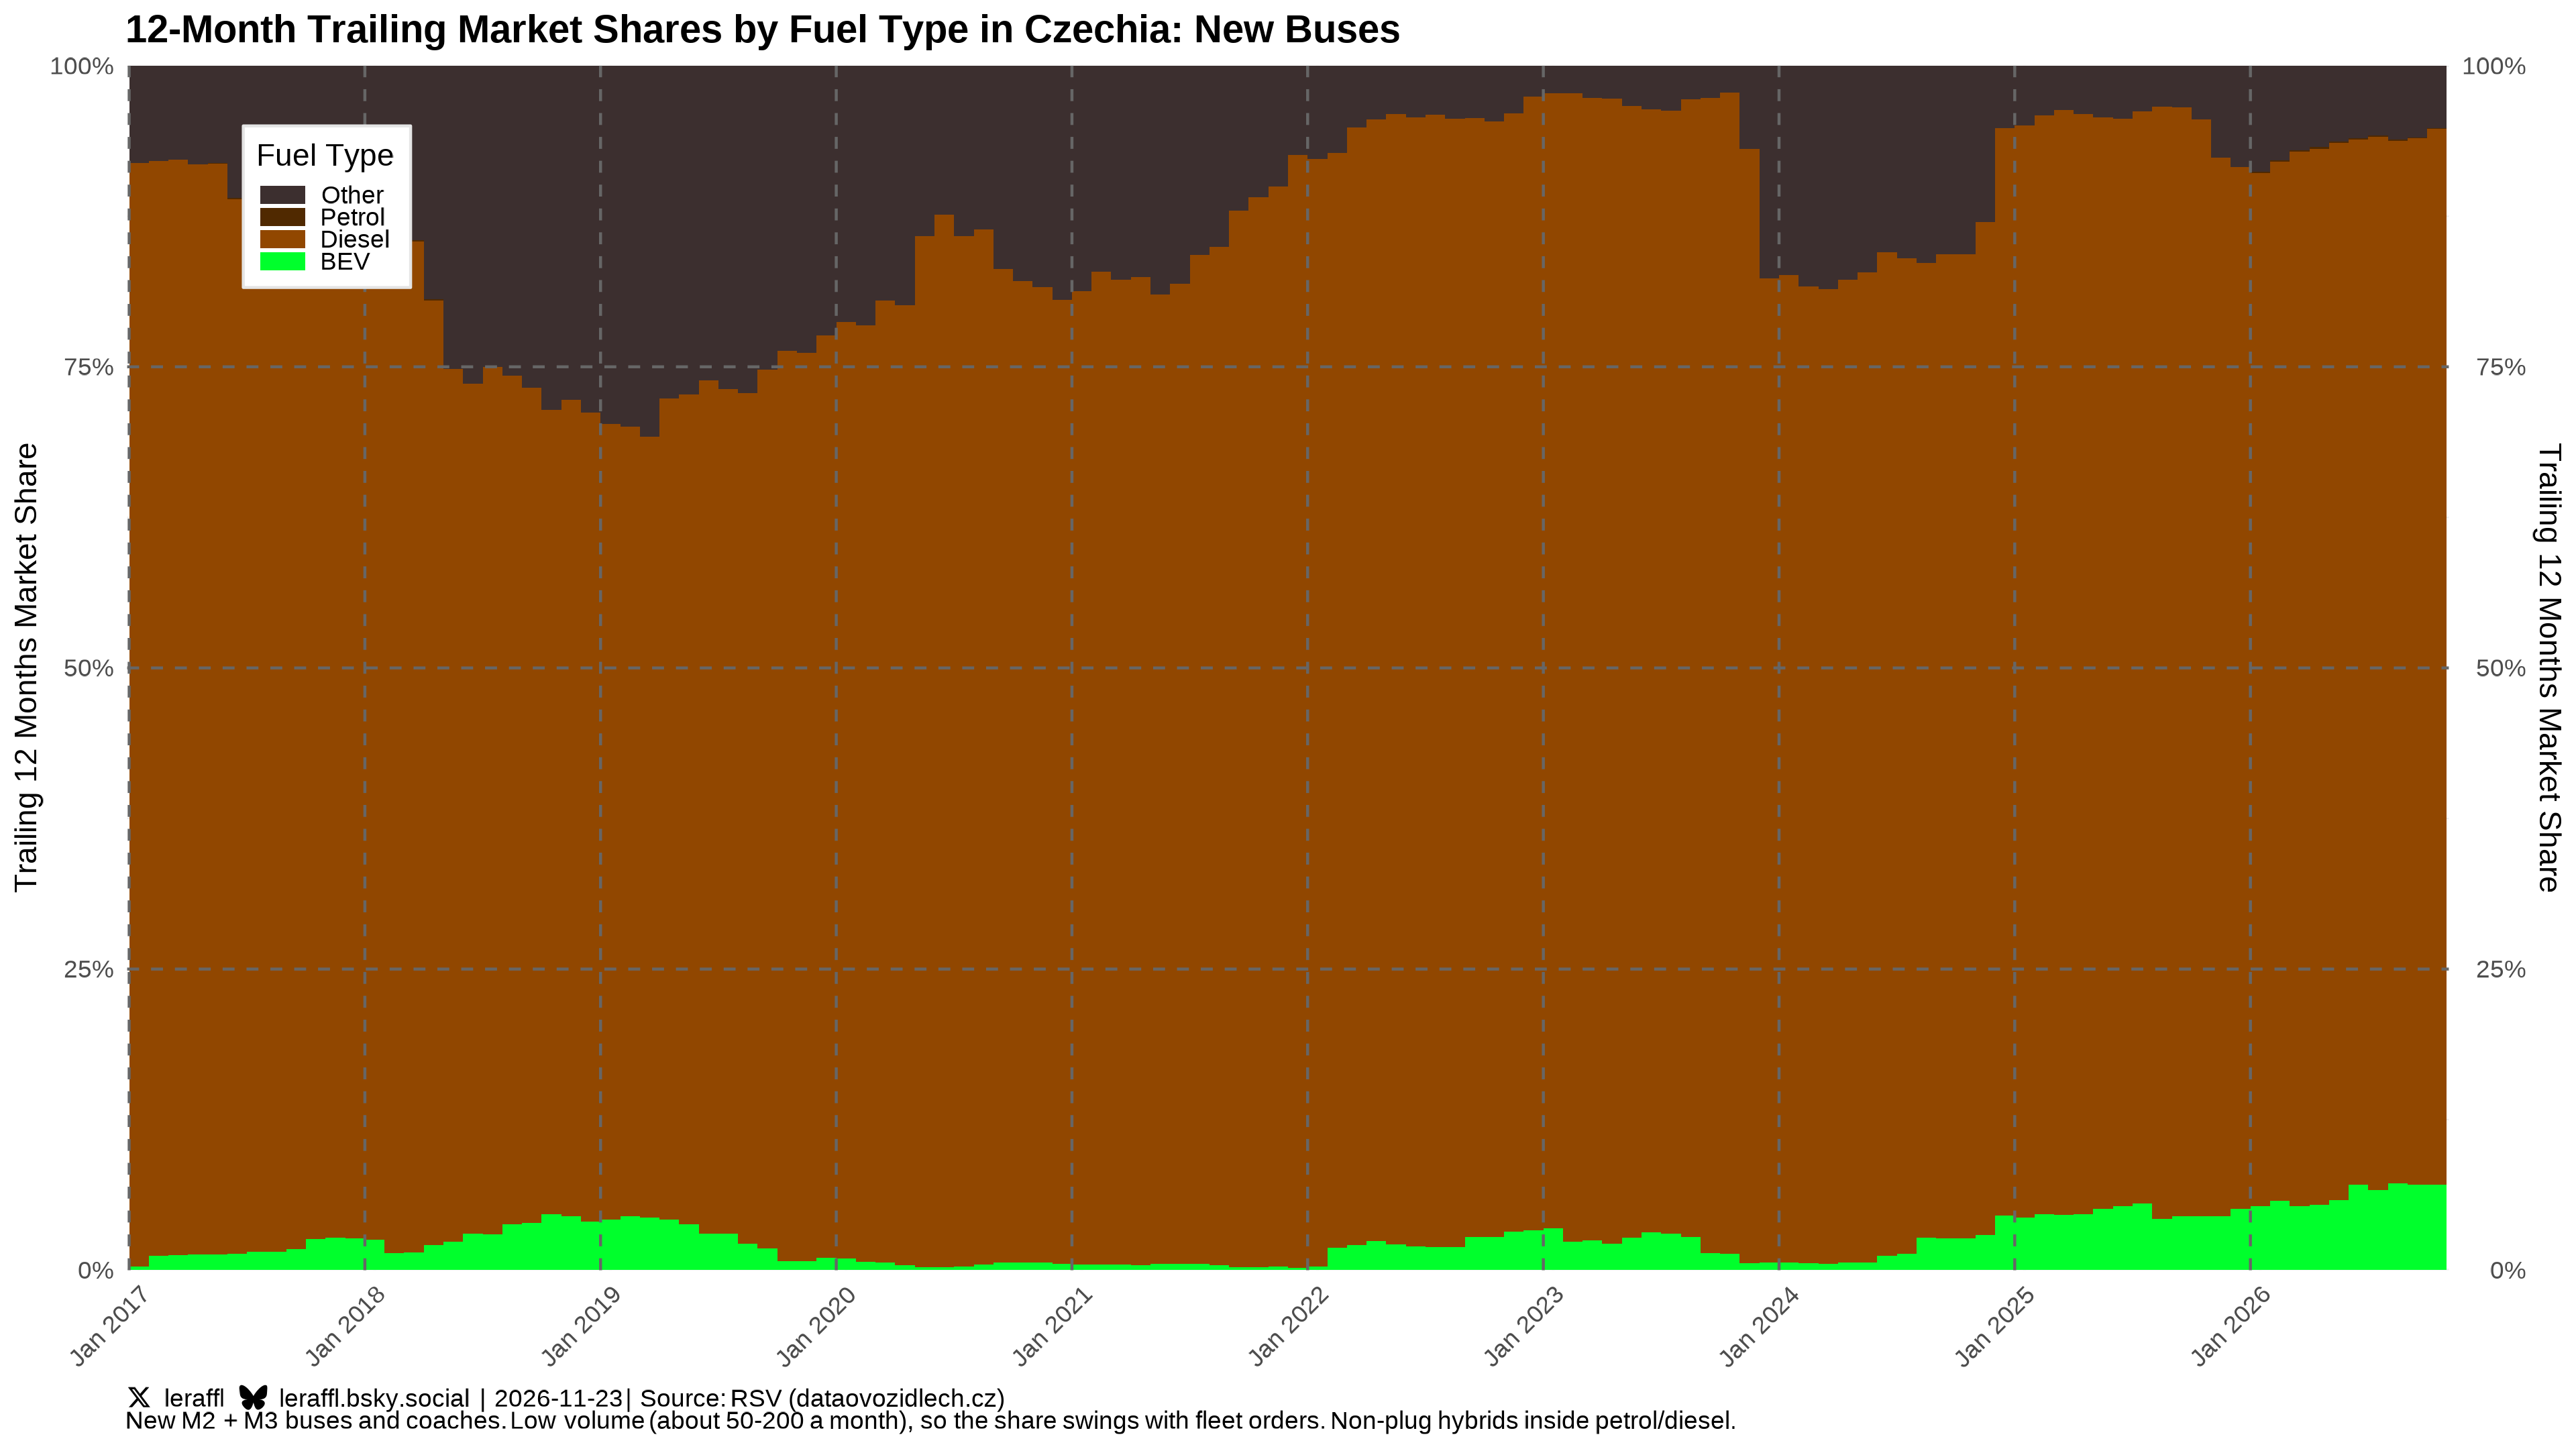 12-Month Trailing Market Shares by Fuel Type in Czechia: New Buses
100%
100%
Fuel Type
Other
Petrol
Diesel
BEV
75%
75%
Trailing 12 Months Market Share
Trailing 12 Months Market Share
50%
50%
25%
25%
0%
0%
Jan 2017
Jan 2018
Jan 2019
Jan 2020
Jan 2021
Jan 2022
Jan 2023
Jan 2024
Jan 2025
Jan 2026
leraffl leraffl.bsky.social | 2026-11-23| Source: RSV (dataovozidlech.cz)
New M2 + M3 buses and coaches. Low volume (about 50-200 a month), so the share swings with fleet orders. Non-plug hybrids inside petrol/diesel.